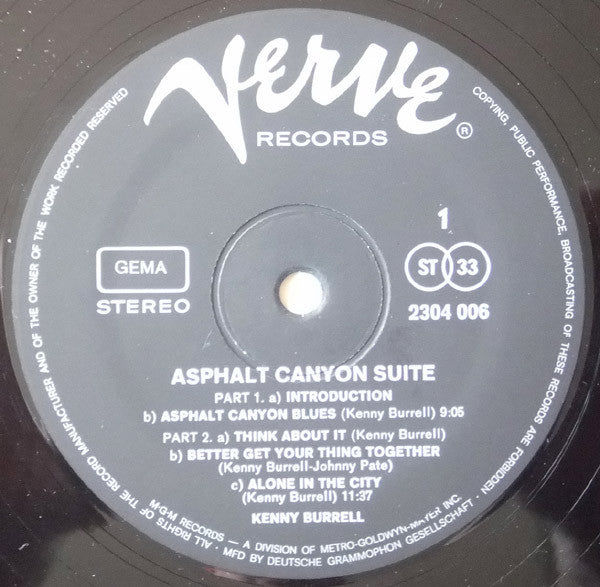 Verve
RECORDS ®
1
GEMA
STEREO
ST 33
2304 006
ASPHALT CANYON SUITE
PART 1. a) INTRODUCTION
b) ASPHALT CANYON BLUES (Kenny Burrell) 9:05
PART 2. a) THINK ABOUT IT (Kenny Burrell)
b) BETTER GET YOUR THING TOGETHER
(Kenny Burrell-Johnny Pate)
c) ALONE IN THE CITY
(Kenny Burrell) 11:37
KENNY BURRELL
M-G-M RECORDS — A DIVISION OF METRO-GOLDWYN-MAYER INC.
ALL RIGHTS OF THE RECORD MANUFACTURER AND OF THE OWNER OF THE WORK RECORDED RESERVED
COPYING, PUBLIC PERFORMANCE, BROADCASTING OF THESE RECORDS ARE FORBIDDEN
- MFD BY DEUTSCHE GRAMMOPHON GESELLSCHAFT -